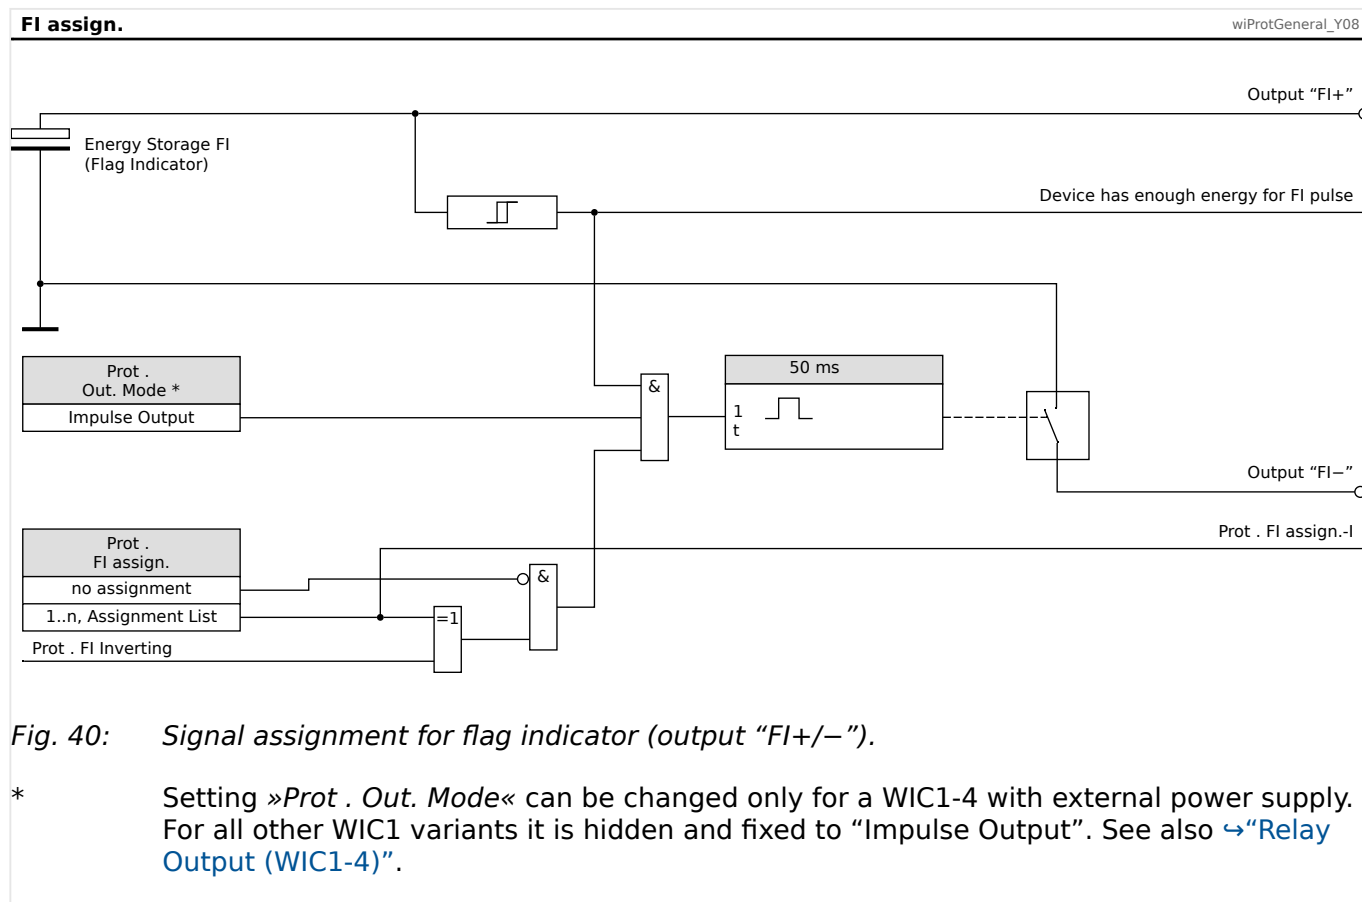 FI assign.
wiProtGeneral_Y08
Output “FI+”
Energy Storage FI
(Flag Indicator)
Device has enough energy for FI pulse
Prot .
Out. Mode *
Impulse Output
&
50 ms
1
t
Output “FI−”
Prot . FI assign.-I
Prot .
FI assign.
no assignment
1..n, Assignment List
&
=1
Prot . FI Inverting
Fig. 40: Signal assignment for flag indicator (output “FI+/−”).
* Setting »Prot . Out. Mode« can be changed only for a WIC1-4 with external power supply.
For all other WIC1 variants it is hidden and fixed to “Impulse Output”. See also ↪“Relay
Output (WIC1-4)”.